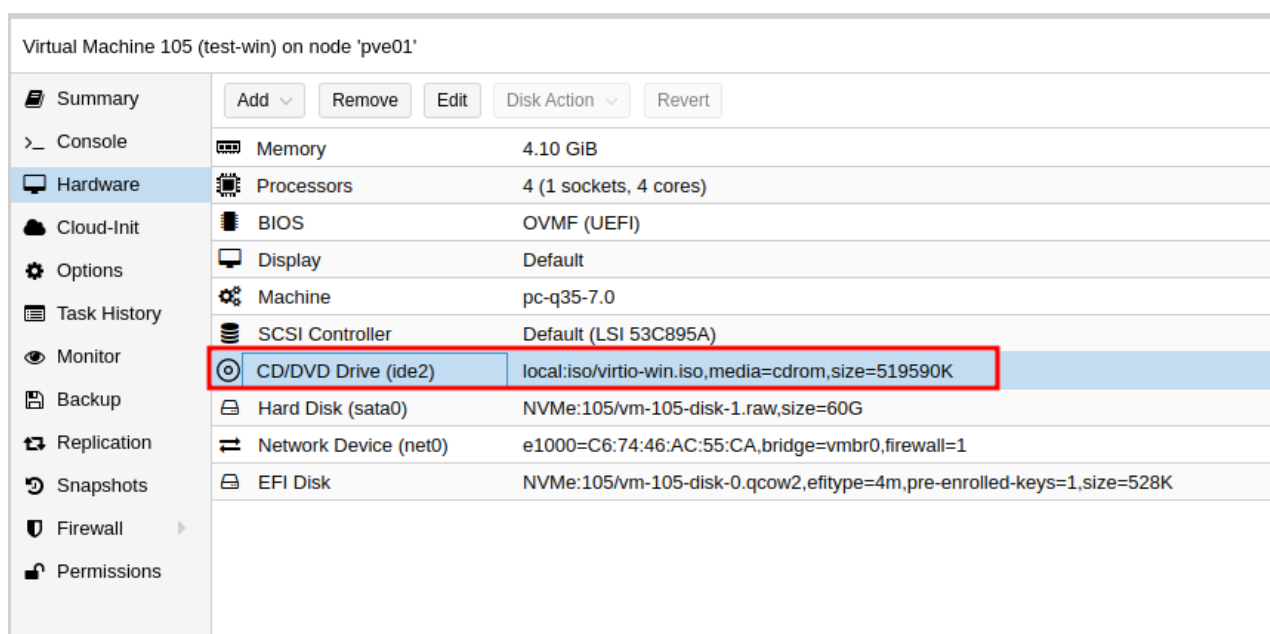 Virtual Machine 105 (test-win) on node 'pve01'
Summary
Console
Hardware
Cloud-Init
Options
Task History
Monitor
Backup
Replication
Snapshots
Firewall
Permissions
Add Remove Edit Disk Action Revert
Memory 4.10 GiB
Processors 4 (1 sockets, 4 cores)
BIOS OVMF (UEFI)
Display Default
Machine pc-q35-7.0
SCSI Controller Default (LSI 53C895A)
CD/DVD Drive (ide2) local:iso/virtio-win.iso,media=cdrom,size=519590K
Hard Disk (sata0) NVMe:105/vm-105-disk-1.raw,size=60G
Network Device (net0) e1000=C6:74:46:AC:55:CA,bridge=vmbr0,firewall=1
EFI Disk NVMe:105/vm-105-disk-0.qcow2,efitype=4m,pre-enrolled-keys=1,size=528K